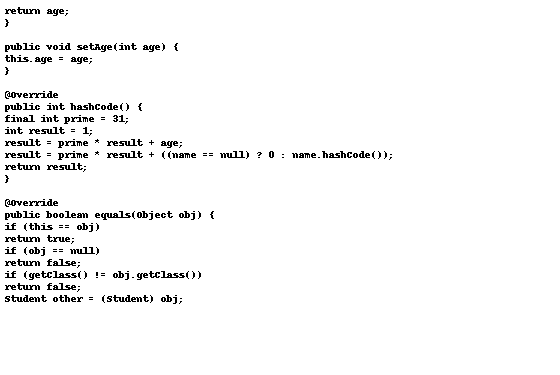 return age;
}
public void setAge(int age) {
this.age = age;
}
@Override
public int hashCode() {
final int prime = 31;
int result = 1;
result = prime * result + age;
result = prime * result + ((name == null) ? 0 : name.hashCode());
return result;
}
@Override
public boolean equals(Object obj) {
if (this == obj)
return true;
if (obj == null)
return false;
if (getClass() != obj.getClass())
return false;
Student other = (Student) obj;